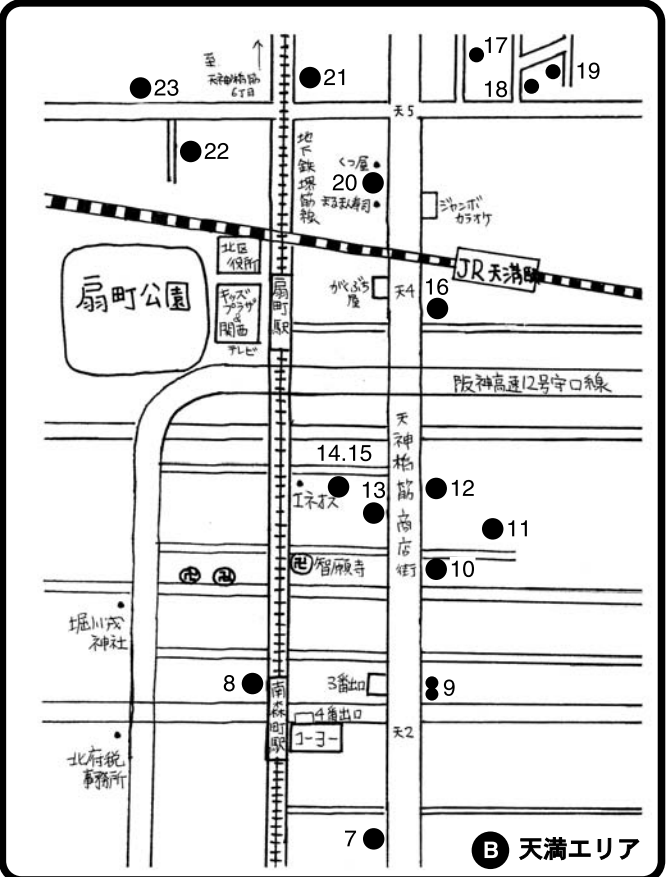 至
天神橋筋
6丁目
21
17
19
18
23
天5
22
地下鉄堺筋線
くつ屋
20
まるまん寿司
ジャンボ
カラオケ
北区
役所
JR天満駅
扇町公園
扇町駅
キッズ
プラザ
&
関西
テレビ
がくぶち
屋
天4
16
阪神高速12号守口線
天神橋筋商店街
14.15
エネオス
13
12
11
卍智願寺
10
卍 卍
堀川戎
神社
8
3番出口
9
南森町駅
4番出口
コーヨー
天2
北府税
事務所
7
B 天満エリア